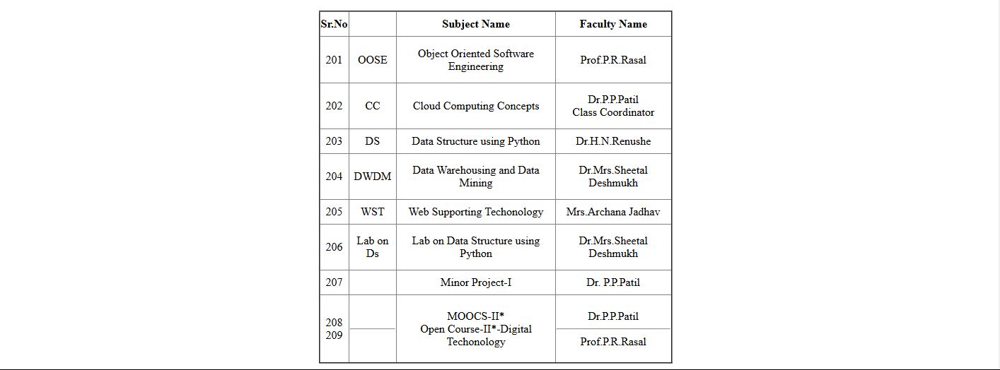 Sr.No Subject Name Faculty Name
201 OOSE Object Oriented Software Engineering Prof.P.R.Rasal
202 CC Cloud Computing Concepts Dr.P.P.Patil Class Coordinator
203 DS Data Structure using Python Dr.H.N.Renushe
204 DWDM Data Warehousing and Data Mining Dr.Mrs.Sheetal Deshmukh
205 WST Web Supporting Techonology Mrs.Archana Jadhav
206 Lab on Ds Lab on Data Structure using Python Dr.Mrs.Sheetal Deshmukh
207 Minor Project-I Dr. P.P.Patil
208 MOOCS-II* Dr.P.P.Patil
209 Open Course-II*-Digital Techonology Prof.P.R.Rasal